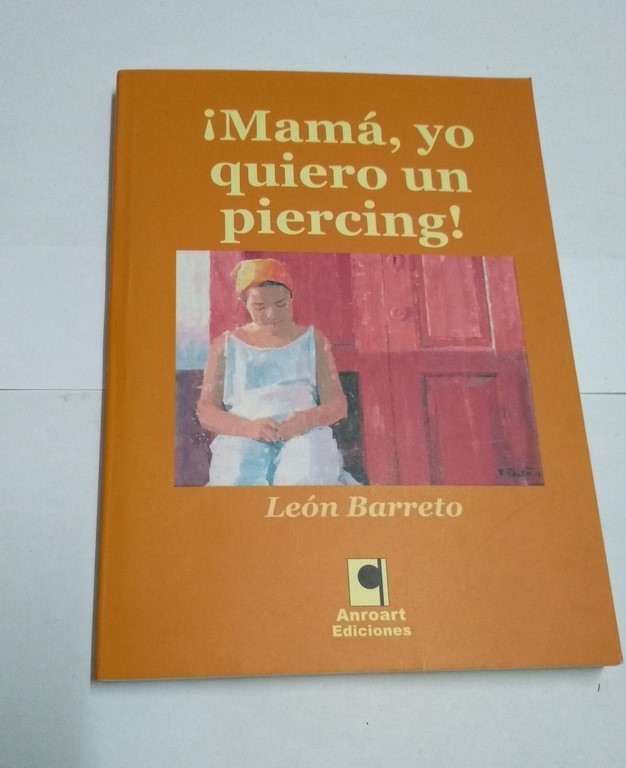 ¡Mamá, yo
quiero un
piercing!
León Barreto
Anroart
Ediciones